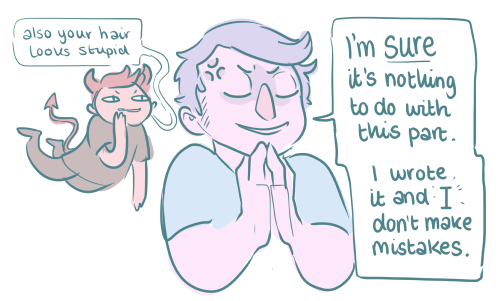 also your hair
looks stupid
I'm sure
it's nothing
to do with
this part.
I wrote
it and I
don't make
mistakes.